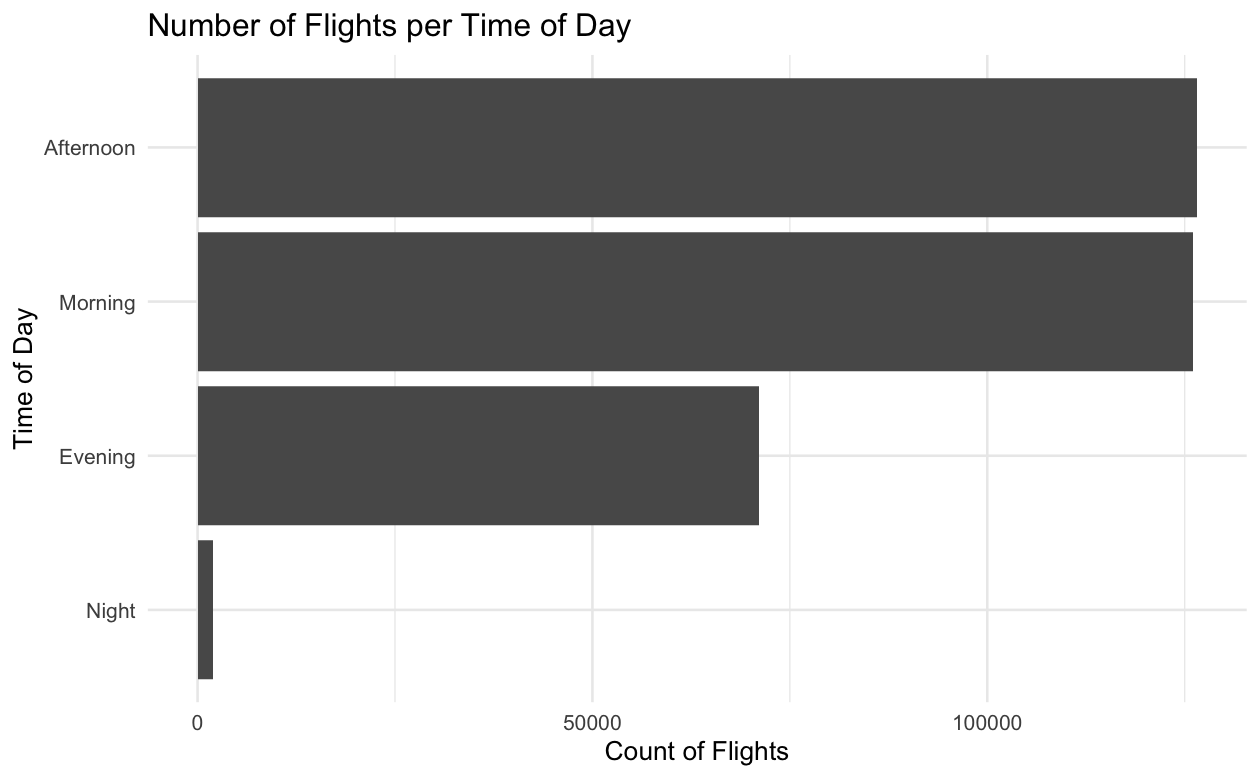 Number of Flights per Time of Day
Time of Day
Afternoon
Morning
Evening
Night
0 50000 100000
Count of Flights